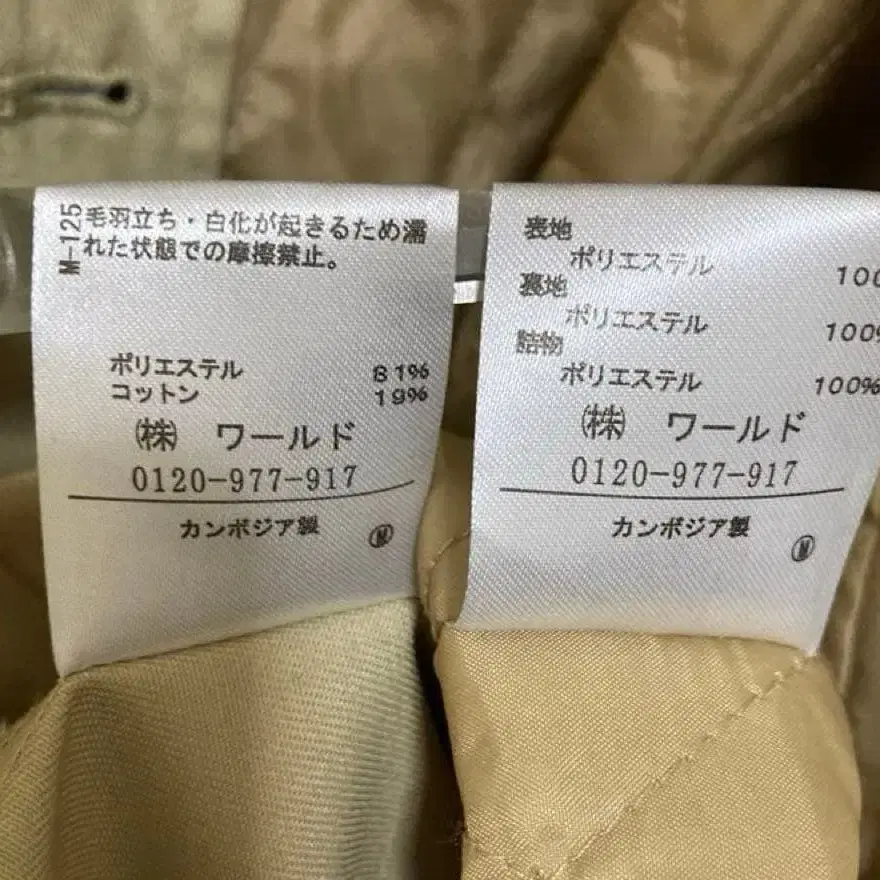 M-125
毛羽立ち・白化が起きるため濡
れた状態での摩擦禁止。
ポリエステル 81%
コットン 19%
㈱ ワールド
0120-977-917
カンボジア製
Ⓜ
表地
ポリエステル 100
裏地
ポリエステル 100%
詰物
ポリエステル 100%
㈱ ワールド
0120-977-917
カンボジア製
Ⓜ